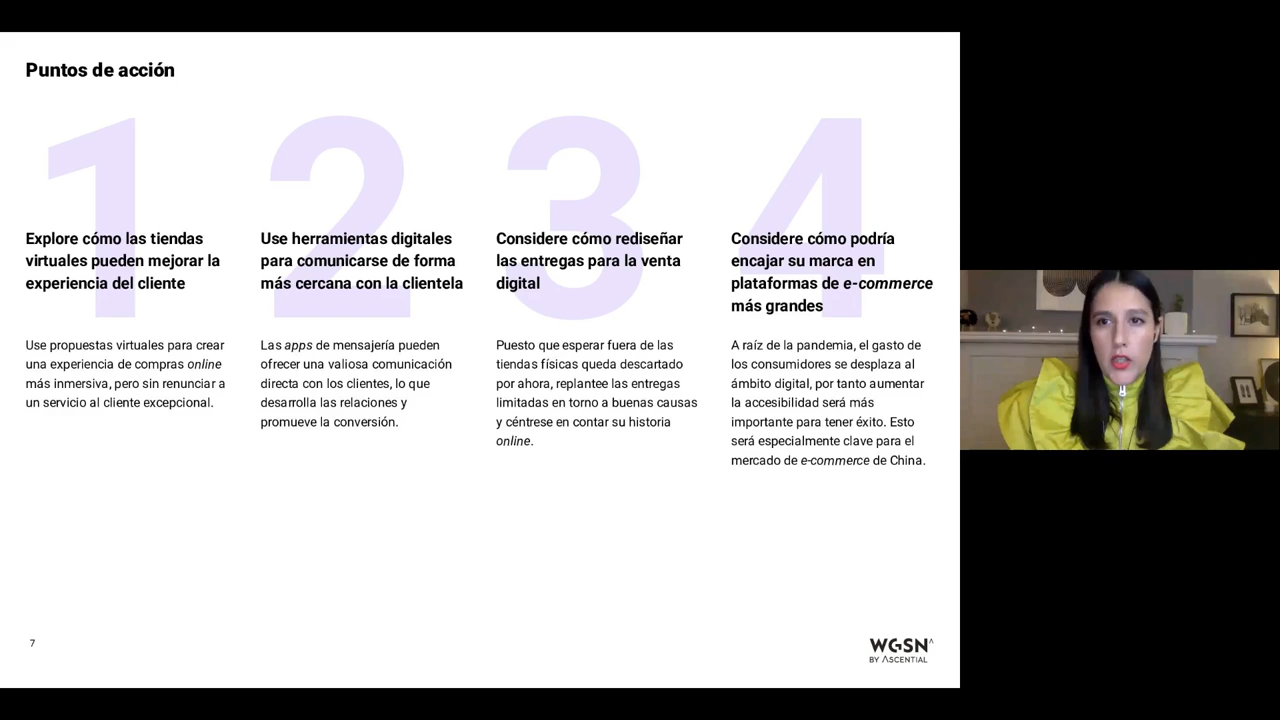 Puntos de acción
1
Explore cómo las tiendas
virtuales pueden mejorar la
experiencia del cliente
Use propuestas virtuales para crear
una experiencia de compras online
más inmersiva, pero sin renunciar a
un servicio al cliente excepcional.
2
Use herramientas digitales
para comunicarse de forma
más cercana con la clientela
Las apps de mensajería pueden
ofrecer una valiosa comunicación
directa con los clientes, lo que
desarrolla las relaciones y
promueve la conversión.
3
Considere cómo rediseñar
las entregas para la venta
digital
Puesto que esperar fuera de las
tiendas físicas queda descartado
por ahora, replantee las entregas
limitadas en torno a buenas causas
y céntrese en contar su historia
online.
4
Considere cómo podría
encajar su marca en
plataformas de e-commerce
más grandes
A raíz de la pandemia, el gasto de
los consumidores se desplaza al
ámbito digital, por tanto aumentar
la accesibilidad será más
importante para tener éxito. Esto
será especialmente clave para el
mercado de e-commerce de China.
7
WGSN
BY ASCENTIAL